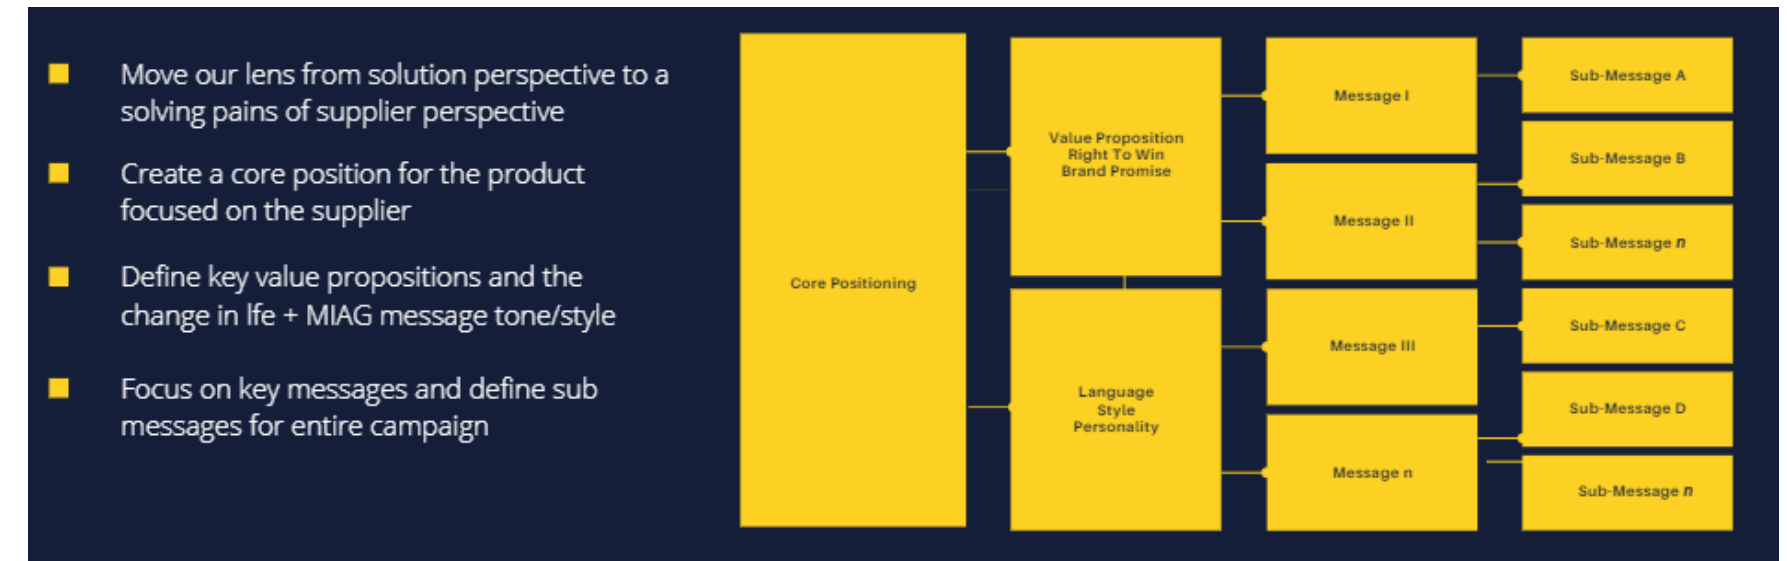 Move our lens from solution perspective to a
solving pains of supplier perspective
Create a core position for the product
focused on the supplier
Define key value propositions and the
change in lfe + MIAG message tone/style
Focus on key messages and define sub
messages for entire campaign
Core Positioning
Value Proposition
Right To Win
Brand Promise
Language
Style
Personality
Message I
Message II
Message III
Message n
Sub-Message A
Sub-Message B
Sub-Message n
Sub-Message C
Sub-Message D
Sub-Message n